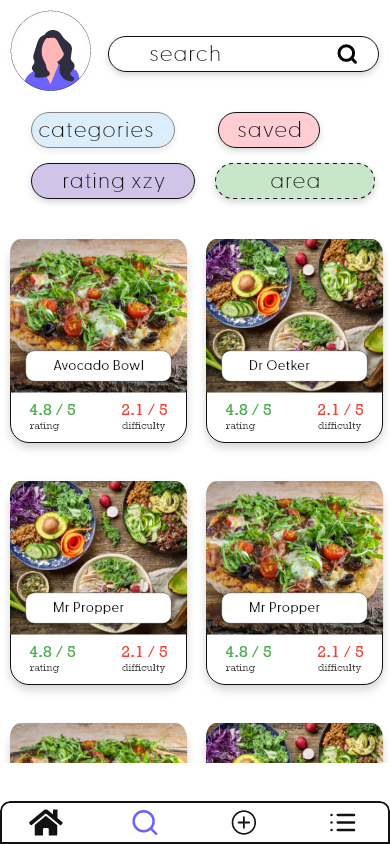 search
categories
saved
rating xzy
area
Avocado Bowl
4.8 / 5
2.1 / 5
rating
difficulty
Dr Oetker
4.8 / 5
2.1 / 5
rating
difficulty
Mr Propper
4.8 / 5
2.1 / 5
rating
difficulty
Mr Propper
4.8 / 5
2.1 / 5
rating
difficulty